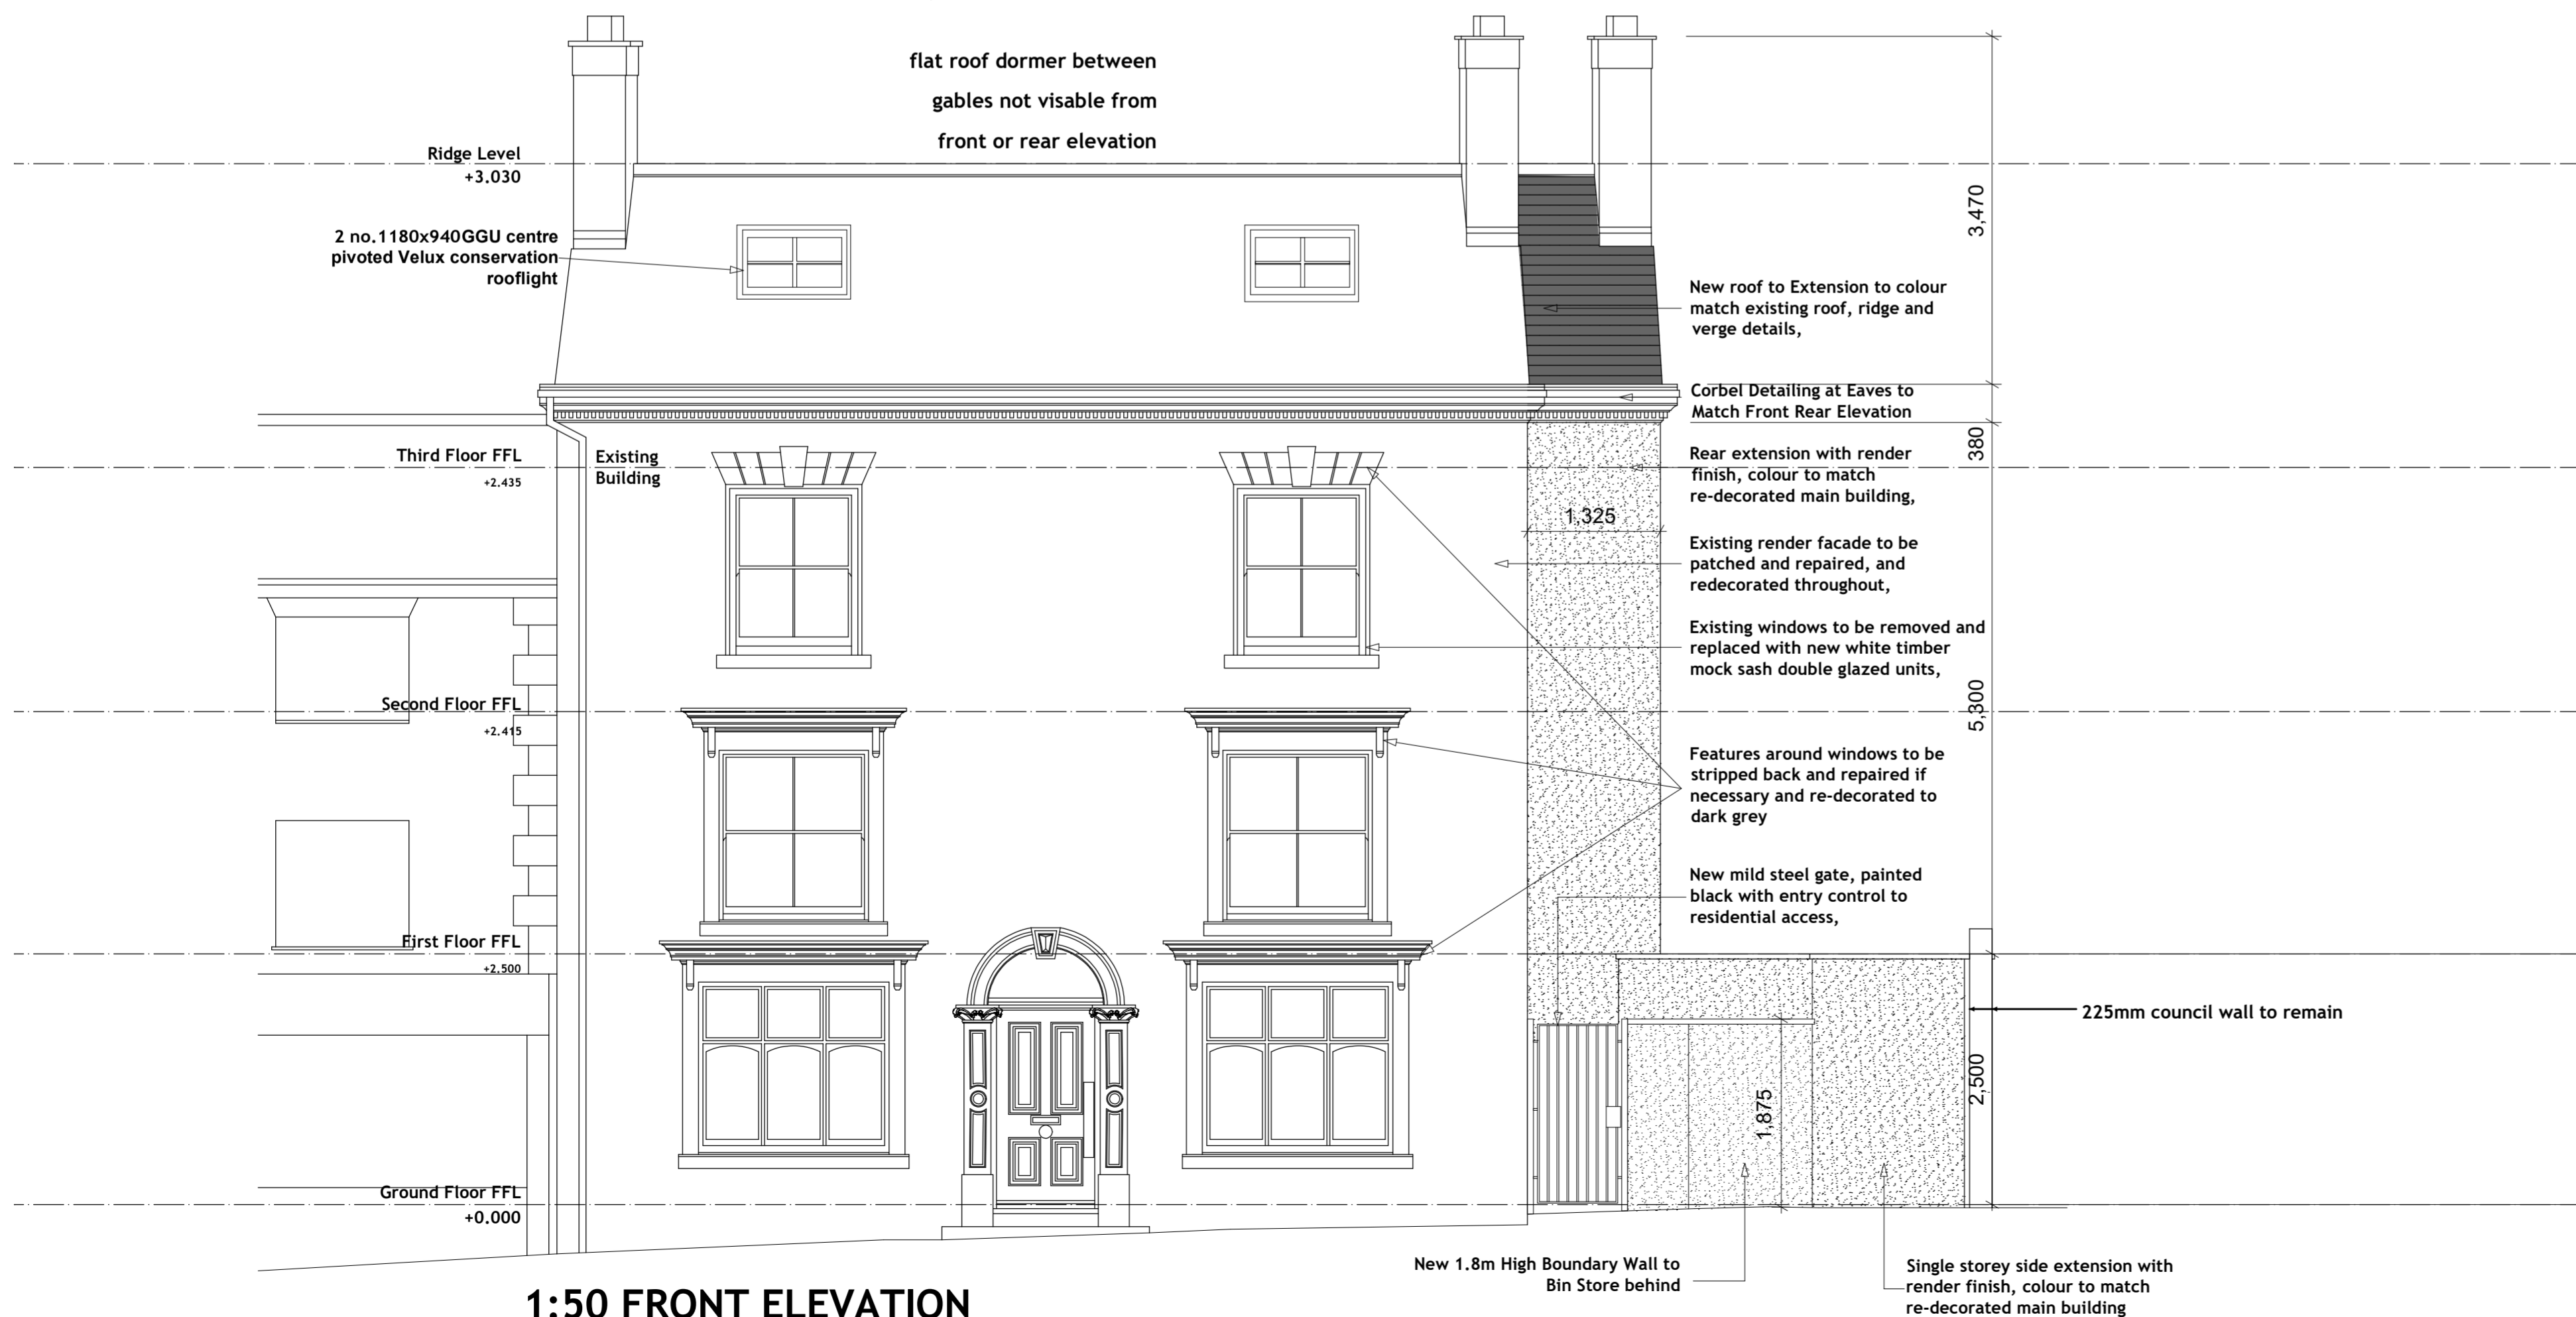 flat roof dormer between
gables not visable from
front or rear elevation
Ridge Level
+3.030
2 no.1180x940GGU centre
pivoted Velux conservation
rooflight
3,470
New roof to Extension to colour
match existing roof, ridge and
verge details,
Corbel Detailing at Eaves to
Match Front Rear Elevation
380
Third Floor FFL
+2.435
Existing
Building
Rear extension with render
finish, colour to match
re-decorated main building,
1,325
Existing render facade to be
patched and repaired, and
redecorated throughout,
Existing windows to be removed and
replaced with new white timber
mock sash double glazed units,
5,300
Second Floor FFL
+2.415
Features around windows to be
stripped back and repaired if
necessary and re-decorated to
dark grey
New mild steel gate, painted
black with entry control to
residential access,
First Floor FFL
+2.500
225mm council wall to remain
2,500
1,875
Ground Floor FFL
+0.000
New 1.8m High Boundary Wall to
Bin Store behind
Single storey side extension with
render finish, colour to match
re-decorated main building
1:50 FRONT ELEVATION